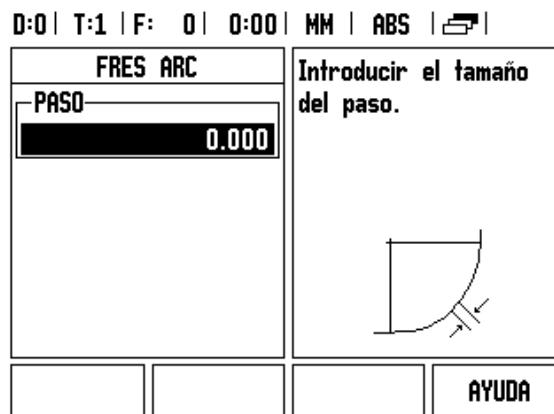 D:0 | T:1 | F: 0 | 0:00 | MM | ABS |
FRES ARC
PASO
0.000
Introducir el tamaño
del paso.
AYUDA